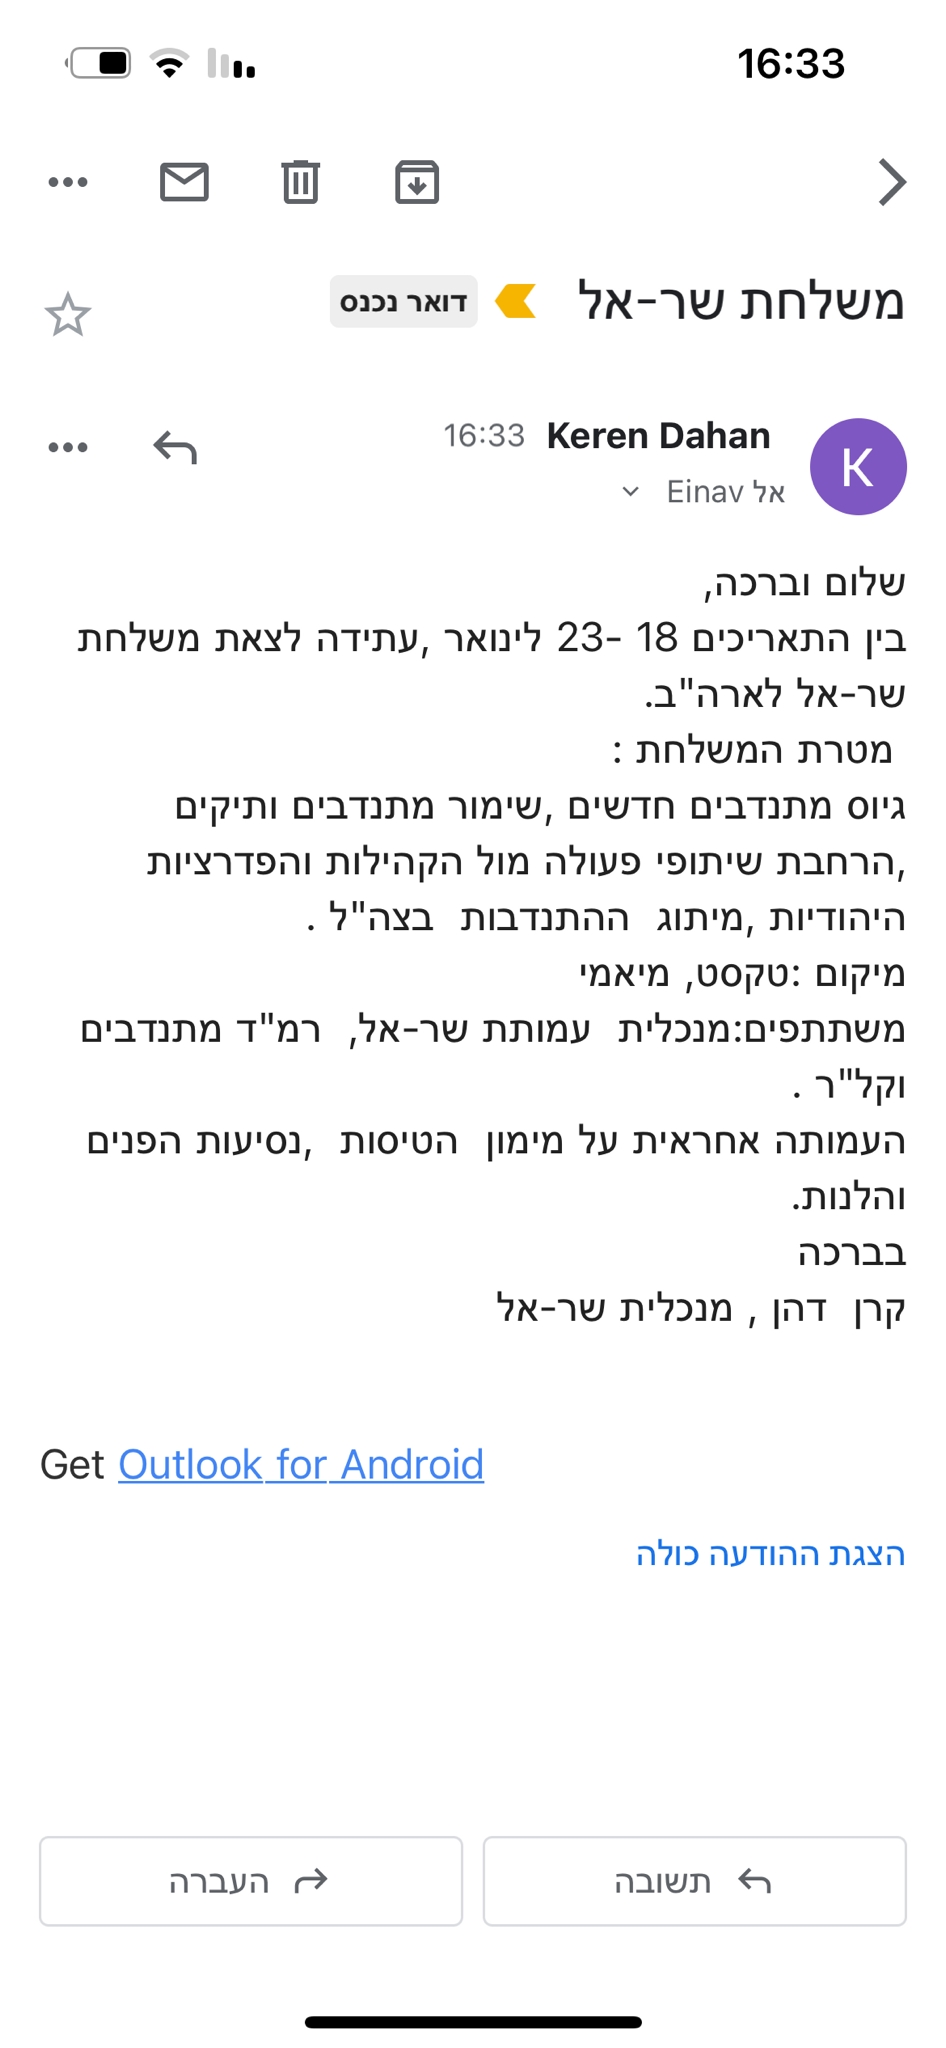 16:33
משלחת שר-אל דואר נכנס
Keren Dahan 16:33
K
אל Einav
שלום וברכה,
בין התאריכים 18 -23 לינואר ,עתידה לצאת משלחת
שר-אל לארה"ב.
מטרת המשלחת :
גיוס מתנדבים חדשים ,שימור מתנדבים ותיקים
,הרחבת שיתופי פעולה מול הקהילות והפדרציות
היהודיות ,מיתוג ההתנדבות בצה"ל .
מיקום :טקסט, מיאמי
משתתפים:מנכלית עמותת שר-אל, רמ"ד מתנדבים
וקל"ר .
העמותה אחראית על מימון הטיסות ,נסיעות הפנים
והלנות.
בברכה
קרן דהן , מנכלית שר-אל
Get Outlook for Android
הצגת ההודעה כולה
תשובה
העברה